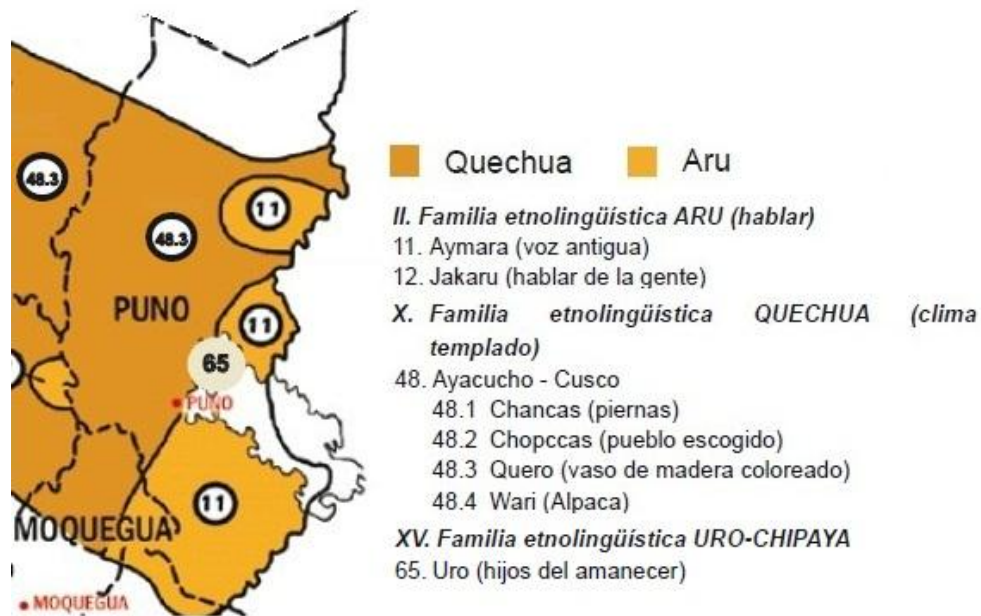 48.3
11
48.3
PUNO
11
65
PUNO
11
MOQUEGUA
MOQUEGUA
Quechua
Aru
II. Familia etnolingüística ARU (hablar)
11. Aymara (voz antigua)
12. Jakaru (hablar de la gente)
X. Familia etnolingüística QUECHUA (clima
templado)
48. Ayacucho - Cusco
48.1 Chancas (piernas)
48.2 Chopccas (pueblo escogido)
48.3 Quero (vaso de madera coloreado)
48.4 Wari (Alpaca)
XV. Familia etnolingüística URO-CHIPAYA
65. Uro (hijos del amanecer)